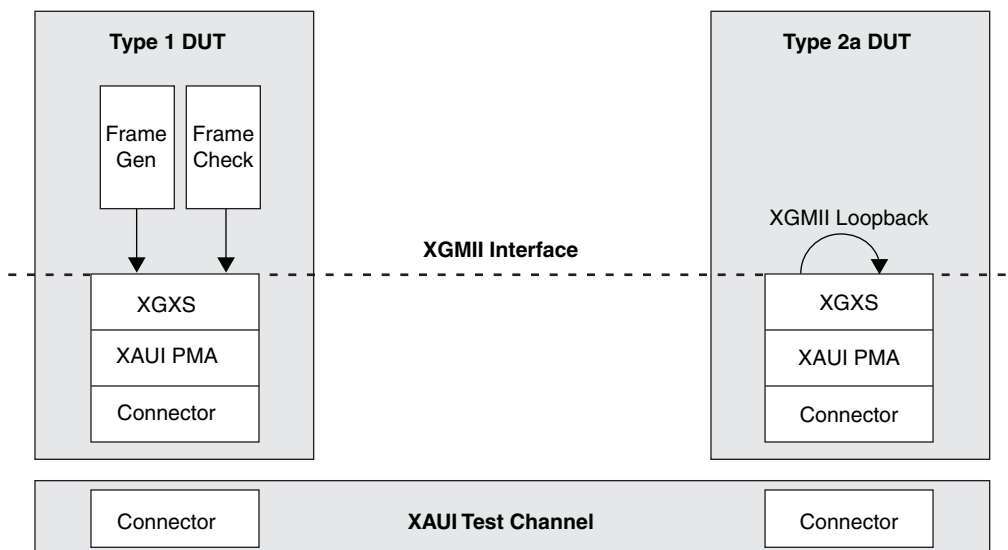 Type 1 DUT
Type 2a DUT
Frame
Gen
Frame
Check
XGMII Loopback
XGMII Interface
XGXS
XAUI PMA
Connector
XGXS
XAUI PMA
Connector
Connector
XAUI Test Channel
Connector